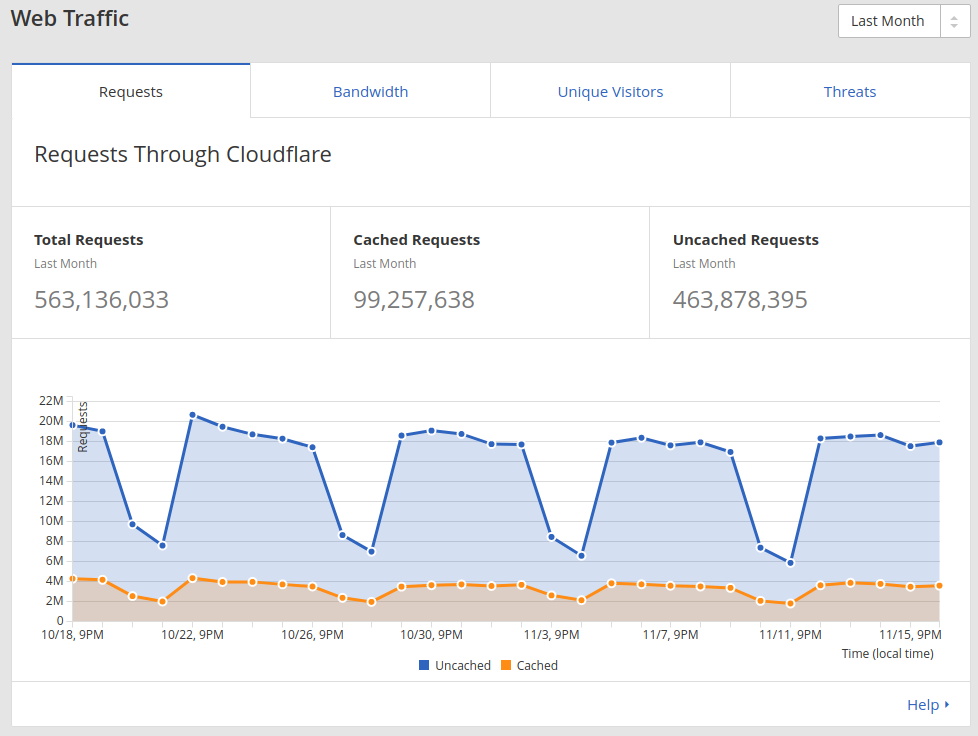 Web Traffic
Last Month
Requests Bandwidth Unique Visitors Threats
Requests Through Cloudflare
Total Requests
Last Month
563,136,033
Cached Requests
Last Month
99,257,638
Uncached Requests
Last Month
463,878,395
Requests
22M
20M
18M
16M
14M
12M
10M
8M
6M
4M
2M
0
10/18, 9PM 10/22, 9PM 10/26, 9PM 10/30, 9PM 11/3, 9PM 11/7, 9PM 11/11, 9PM 11/15, 9PM
Time (local time)
Uncached Cached
Help